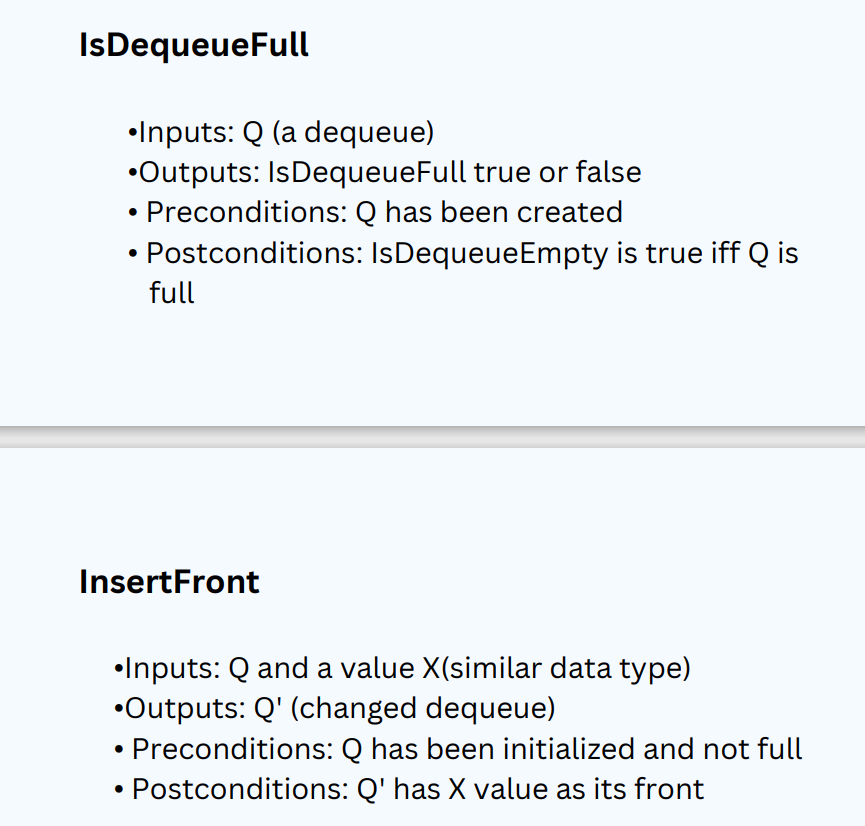 IsDequeueFull
•Inputs: Q (a dequeue)
•Outputs: IsDequeueFull true or false
• Preconditions: Q has been created
• Postconditions: IsDequeueEmpty is true iff Q is
full
InsertFront
•Inputs: Q and a value X(similar data type)
•Outputs: Q' (changed dequeue)
• Preconditions: Q has been initialized and not full
• Postconditions: Q' has X value as its front